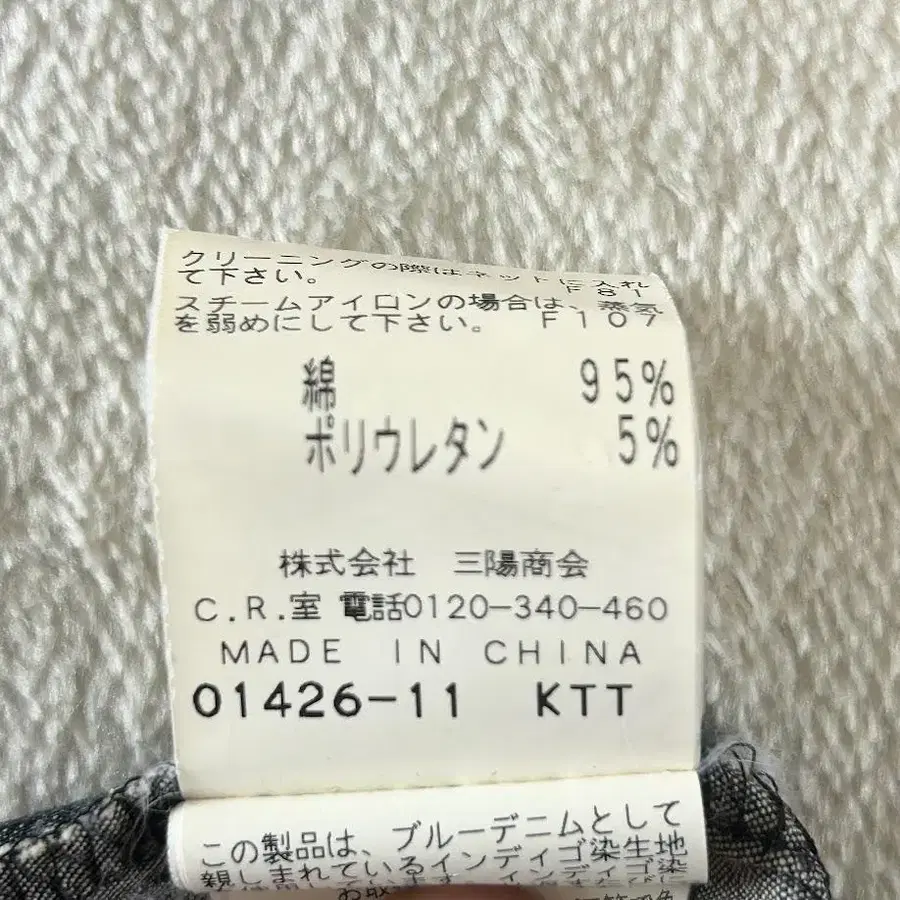 クリーニングの際はネットに入れ
て下さい。 F81
スチームアイロンの場合は、蒸気
を弱めにして下さい。 F107
綿 95%
ポリウレタン 5%
株式会社 三陽商会
C.R.室 電話0120-340-460
MADE IN CHINA
01426-11 KTT
この製品は、ブルーデニムとして
親しまれているインディゴ染生地